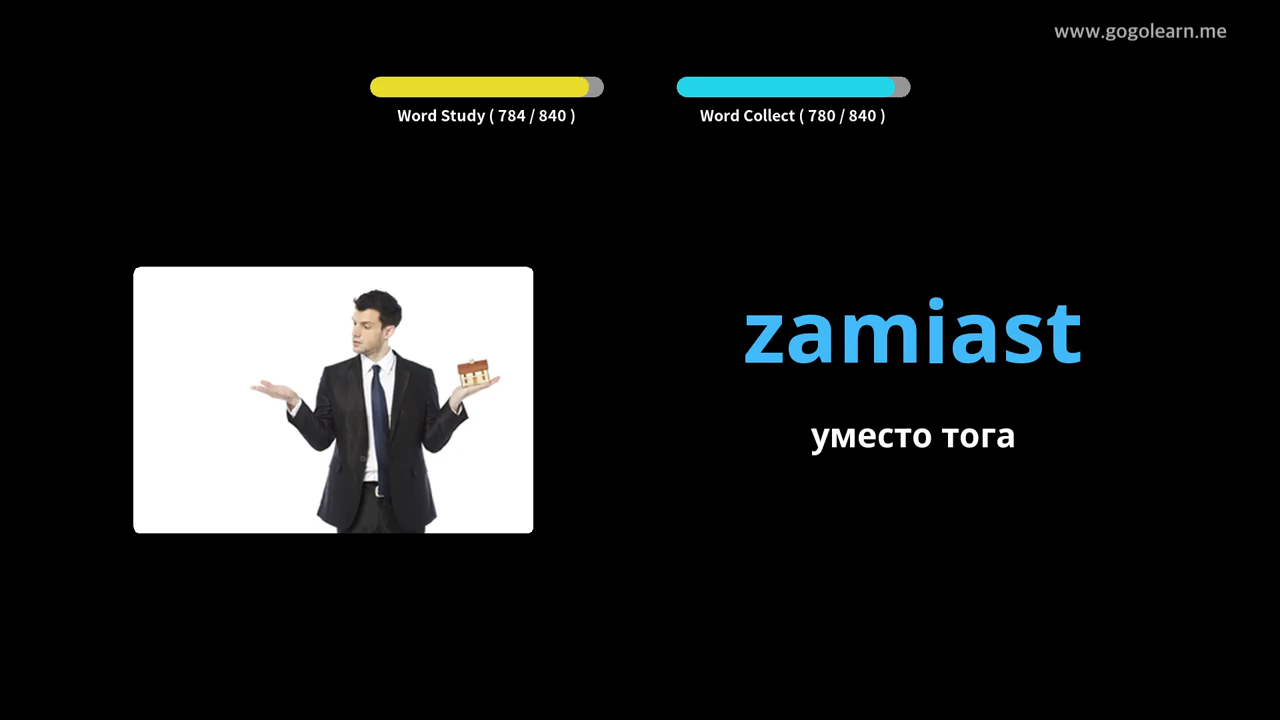 www.gogolearn.me
Word Study ( 784 / 840 )
Word Collect ( 780 / 840 )
zamiast
уместо тога